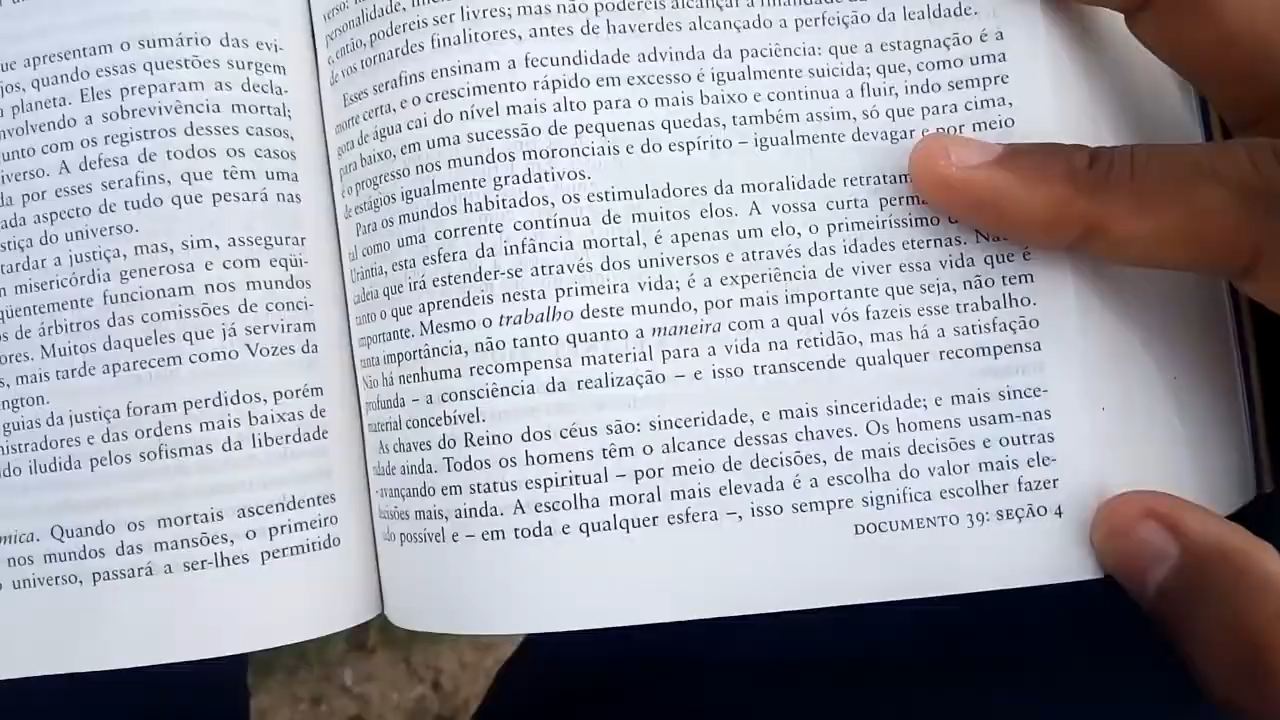 ue apresentam o sumário das evi-
jos, quando essas questões surgem
planeta. Eles preparam as decla-
nvolvendo a sobrevivência mortal;
unto com os registros desses casos,
iverso. A defesa de todos os casos
da por esses serafins, que têm uma
ada aspecto de tudo que pesará nas
stiça do universo.
tardar a justiça, mas, sim, assegurar
misericórdia generosa e com eqüi-
qüentemente funcionam nos mundos
s de árbitros das comissões de conci-
ores. Muitos daqueles que já serviram
s, mais tarde aparecem como Vozes da
ngton.
guias da justiça foram perdidos, porém
nistradores e das ordens mais baixas de
do iludida pelos sofismas da liberdade
mica. Quando os mortais ascendentes
nos mundos das mansões, o primeiro
universo, passará a ser-lhes permitido
personalidade,
então, podereis ser livres; mas não podereis alcançar a
de vos tornardes finalitores, antes de haverdes alcançado a perfeição da lealdade.
Esses serafins ensinam a fecundidade advinda da paciência: que a estagnação é a
morte certa, e o crescimento rápido em excesso é igualmente suicida; que, como uma
gota de água cai do nível mais alto para o mais baixo e continua a fluir, indo sempre
para baixo, em uma sucessão de pequenas quedas, também assim, só que para cima,
é o progresso nos mundos moronciais e do espírito – igualmente devagar e por meio
de estágios igualmente gradativos.
Para os mundos habitados, os estimuladores da moralidade retratam
tal como uma corrente contínua de muitos elos. A vossa curta perm
Urântia, esta esfera da infância mortal, é apenas um elo, o primeiríssimo
cadeia que irá estender-se através dos universos e através das idades eternas.
tanto o que aprendeis nesta primeira vida; é a experiência de viver essa vida que é
mportante. Mesmo o trabalho deste mundo, por mais importante que seja, não tem
tanta importância, não tanto quanto a maneira com a qual vós fazeis esse trabalho.
Não há nenhuma recompensa material para a vida na retidão, mas há a satisfação
profunda – a consciência da realização – e isso transcende qualquer recompensa
material concebível.
As chaves do Reino dos céus são: sinceridade, e mais sinceridade; e mais since-
idade ainda. Todos os homens têm o alcance dessas chaves. Os homens usam-nas
avançando em status espiritual – por meio de decisões, de mais decisões e outras
decisões mais, ainda. A escolha moral mais elevada é a escolha do valor mais ele-
do possível e – em toda e qualquer esfera –, isso sempre significa escolher fazer
DOCUMENTO 39: SEÇÃO 4